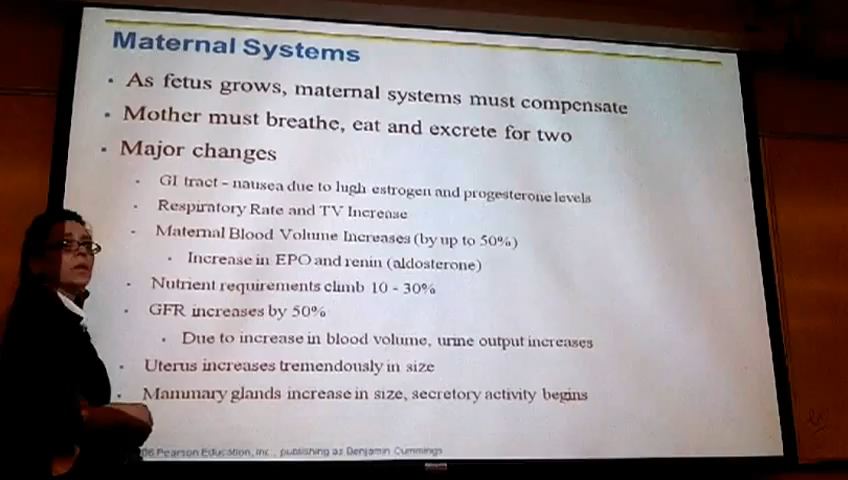 Maternal Systems
• As fetus grows, maternal systems must compensate
• Mother must breathe, eat and excrete for two
• Major changes
• GI tract – nausea due to high estrogen and progesterone levels
• Respiratory Rate and TV Increase
• Maternal Blood Volume Increases (by up to 50%)
• Increase in EPO and renin (aldosterone)
• Nutrient requirements climb 10 - 30%
• GFR increases by 50%
• Due to increase in blood volume, urine output increases
• Uterus increases tremendously in size
• Mammary glands increase in size, secretory activity begins
Pearson Education, Inc., publishing as Benjamin Cummings